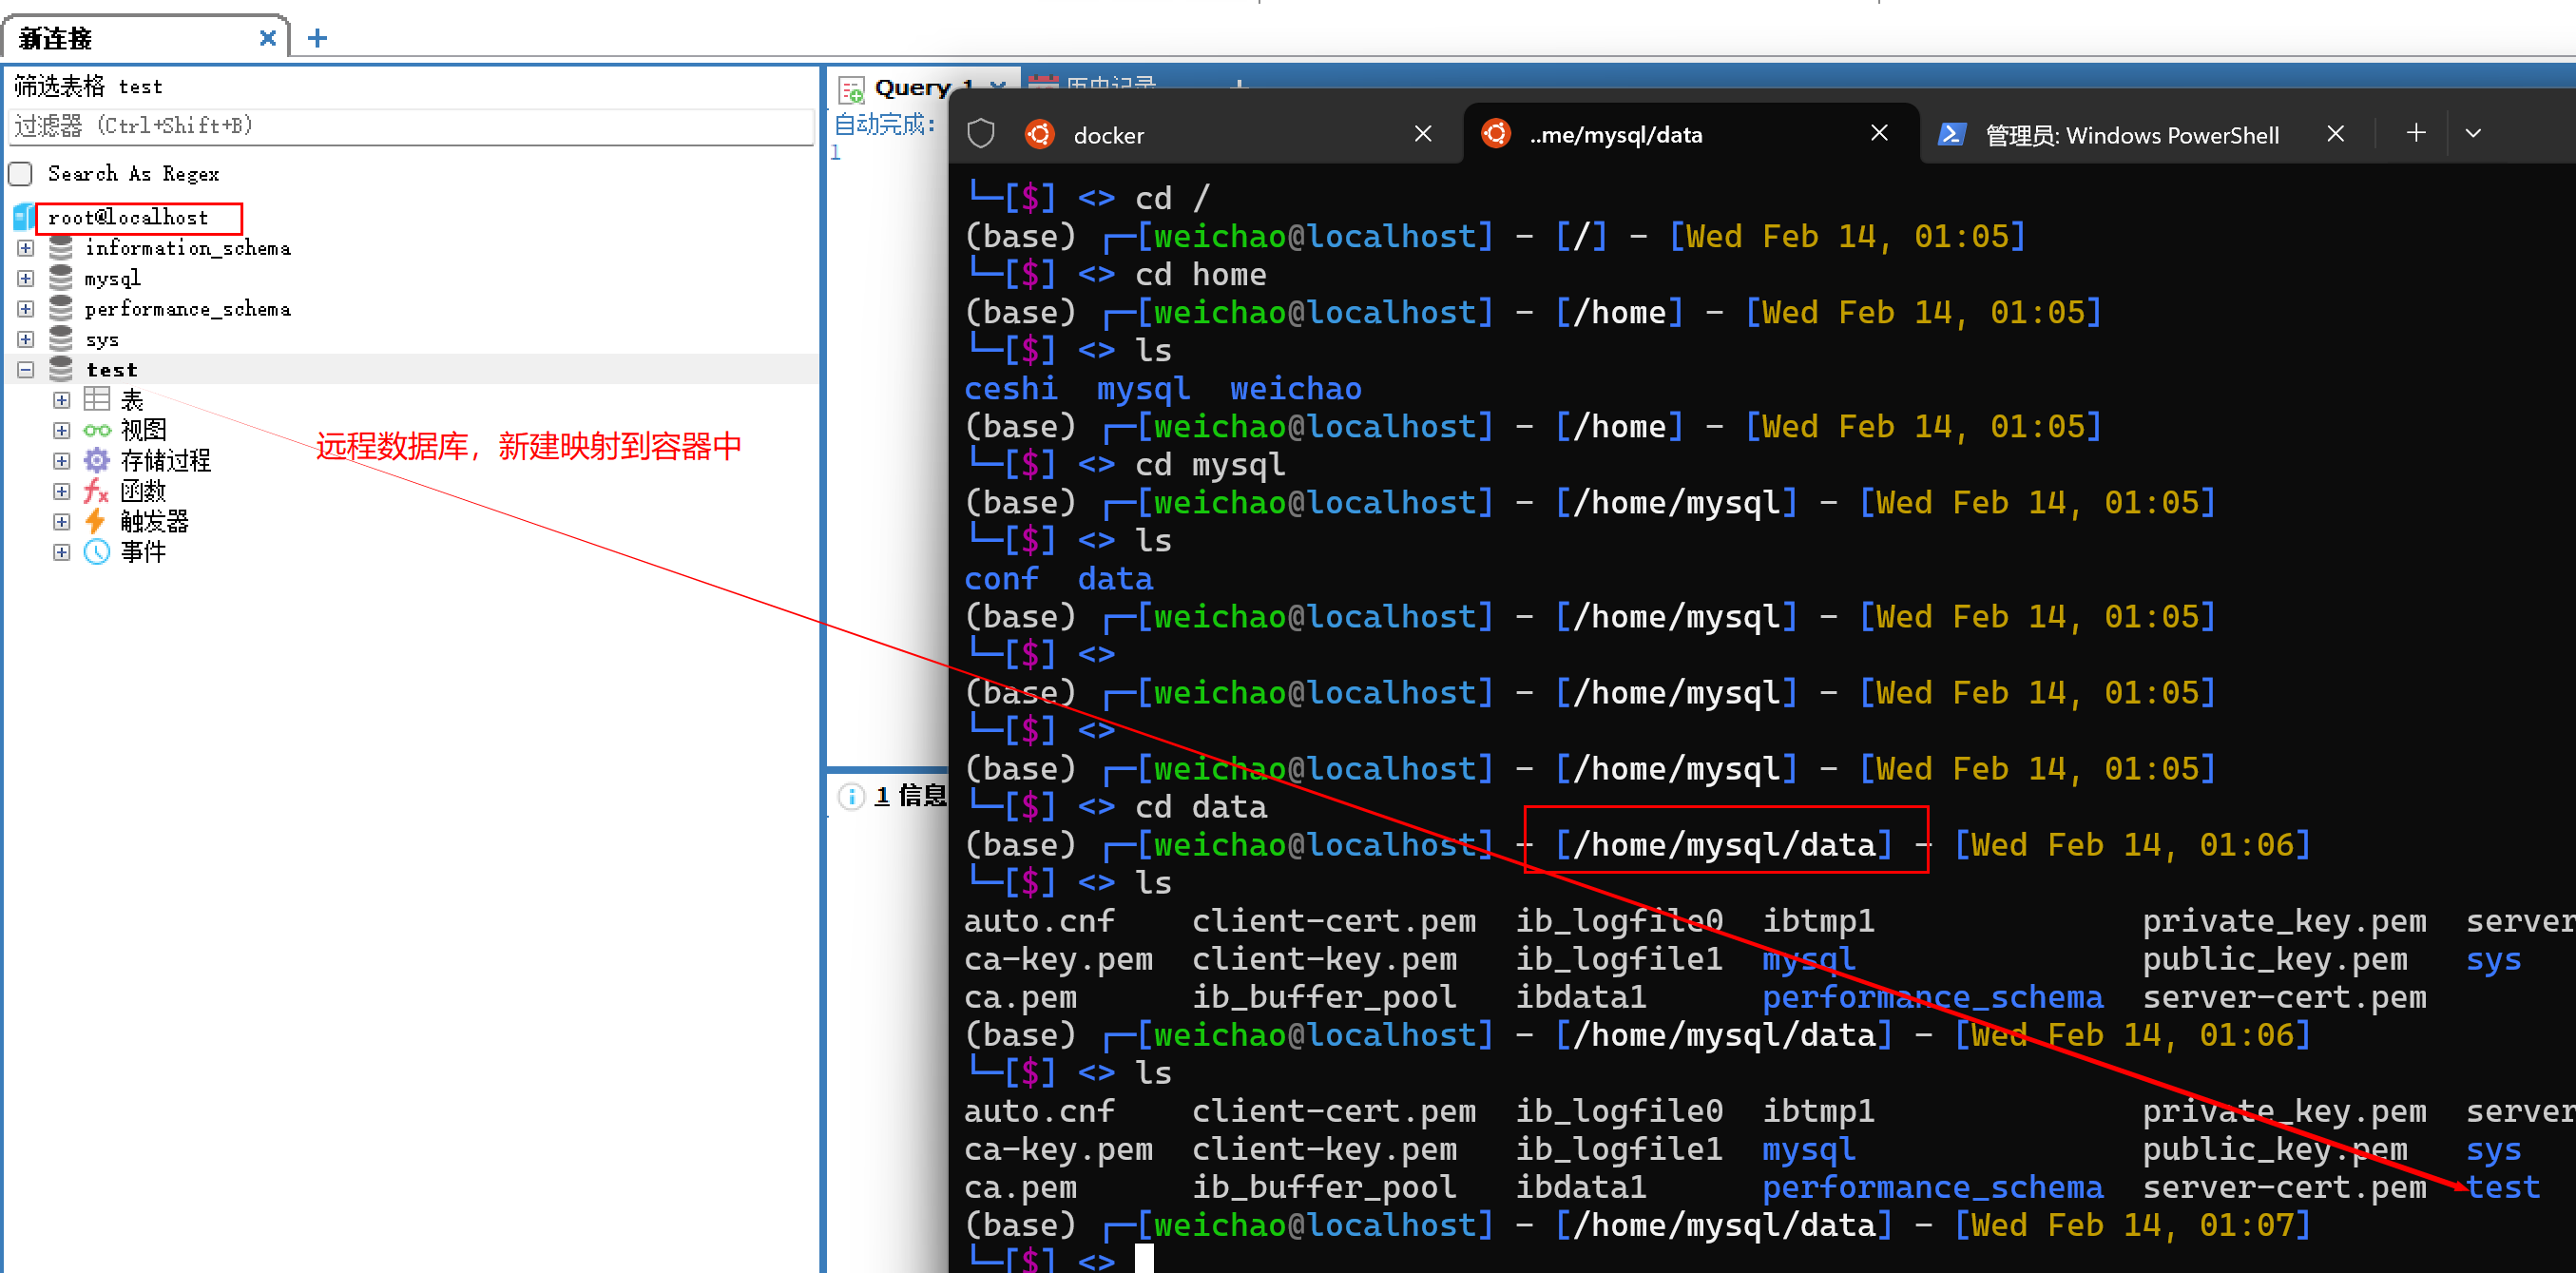 新连接
筛选表格 test
过滤器 (Ctrl+Shift+B)
Search As Regex
root@localhost
information_schema
mysql
performance_schema
sys
test
表
视图
存储过程
函数
触发器
事件
远程数据库，新建映射到容器中
Query 1
历史记录
自动完成：
1
1 信息
docker
..me/mysql/data
管理员: Windows PowerShell
└─[$] <> cd /
(base) ┌─[weichao@localhost] - [/] - [Wed Feb 14, 01:05]
└─[$] <> cd home
(base) ┌─[weichao@localhost] - [/home] - [Wed Feb 14, 01:05]
└─[$] <> ls
ceshi  mysql  weichao
(base) ┌─[weichao@localhost] - [/home] - [Wed Feb 14, 01:05]
└─[$] <> cd mysql
(base) ┌─[weichao@localhost] - [/home/mysql] - [Wed Feb 14, 01:05]
└─[$] <> ls
conf  data
(base) ┌─[weichao@localhost] - [/home/mysql] - [Wed Feb 14, 01:05]
└─[$] <>
(base) ┌─[weichao@localhost] - [/home/mysql] - [Wed Feb 14, 01:05]
└─[$] <>
(base) ┌─[weichao@localhost] - [/home/mysql] - [Wed Feb 14, 01:05]
└─[$] <> cd data
(base) ┌─[weichao@localhost] - [/home/mysql/data] - [Wed Feb 14, 01:06]
└─[$] <> ls
auto.cnf    client-cert.pem  ib_logfile0  ibtmp1              private_key.pem  server
ca-key.pem  client-key.pem   ib_logfile1  mysql               public_key.pem   sys
ca.pem      ib_buffer_pool   ibdata1      performance_schema  server-cert.pem
(base) ┌─[weichao@localhost] - [/home/mysql/data] - [Wed Feb 14, 01:06]
└─[$] <> ls
auto.cnf    client-cert.pem  ib_logfile0  ibtmp1              private_key.pem  server
ca-key.pem  client-key.pem   ib_logfile1  mysql               public_key.pem   sys
ca.pem      ib_buffer_pool   ibdata1      performance_schema  server-cert.pem  test
(base) ┌─[weichao@localhost] - [/home/mysql/data] - [Wed Feb 14, 01:07]
└─[$] <>